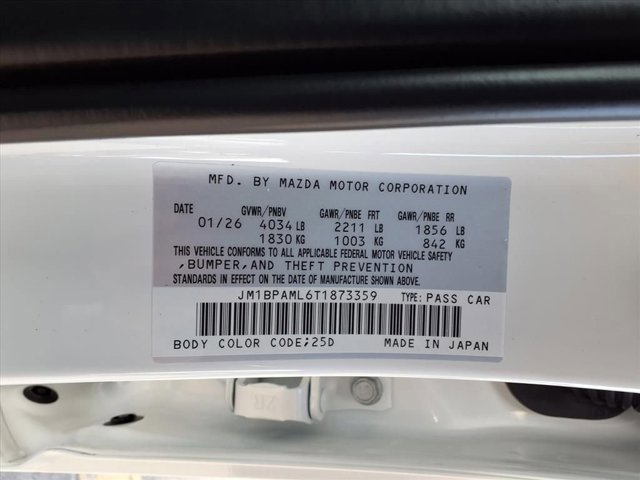 MFD. BY MAZDA MOTOR CORPORATION
DATE GVWR/PNBV GAWR/PNBE FRT GAWR/PNBE RR
01/26 4034 LB 2211 LB 1856 LB
1830 KG 1003 KG 842 KG
THIS VEHICLE CONFORMS TO ALL APPLICABLE FEDERAL MOTOR VEHICLE SAFETY
,BUMPER,AND THEFT PREVENTION
STANDARDS IN EFFECT ON THE DATE OF MANUFACTURE SHOWN ABOVE.
JM1BPAML6T1873359 TYPE: PASS CAR
BODY COLOR CODE;25D MADE IN JAPAN